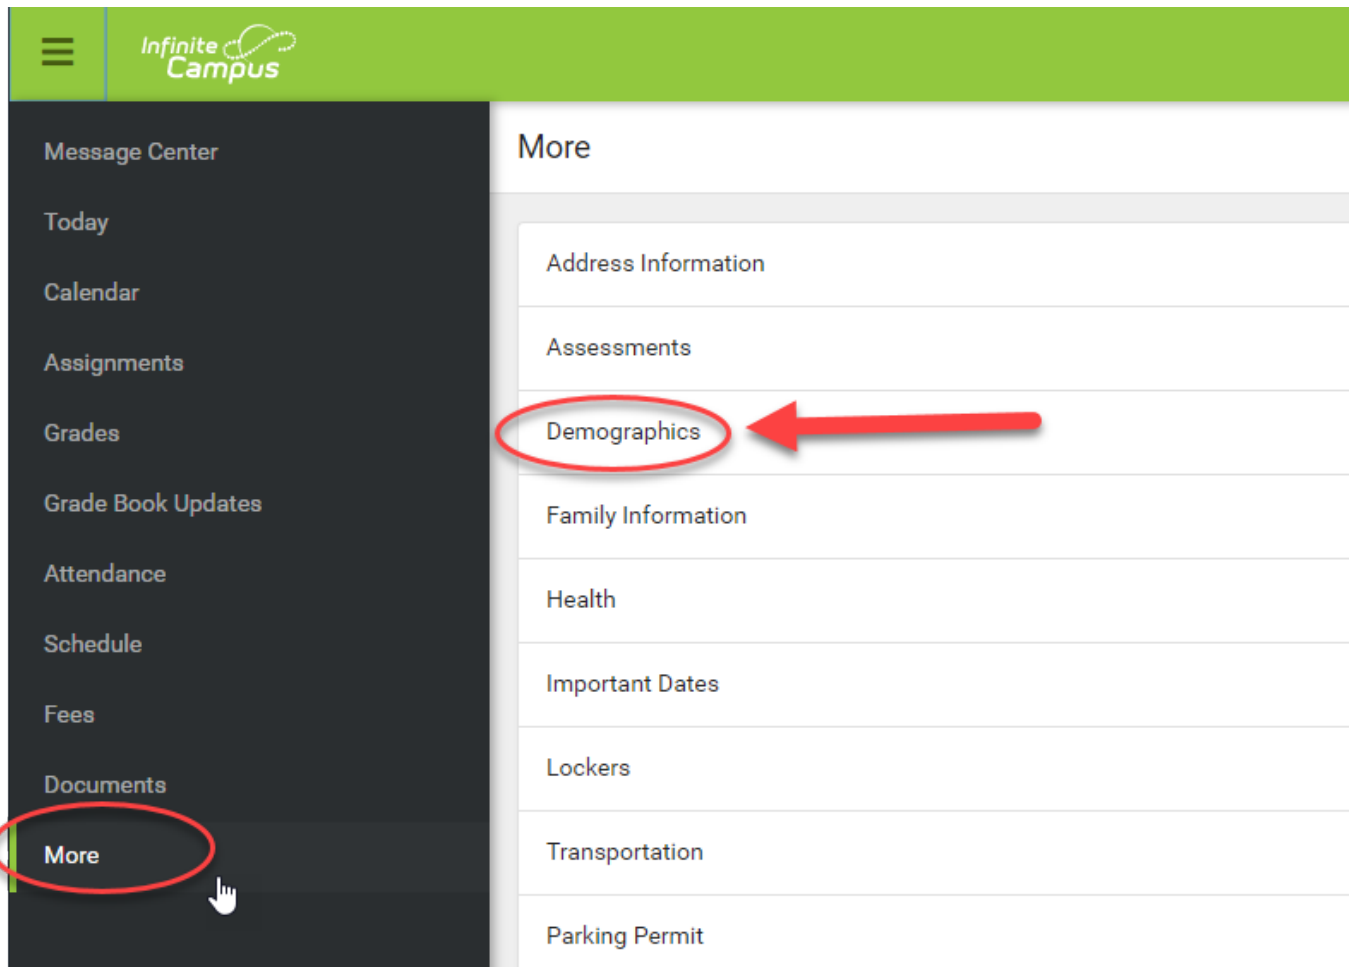 Infinite
Campus
Message Center
Today
Calendar
Assignments
Grades
Grade Book Updates
Attendance
Schedule
Fees
Documents
More
More
Address Information
Assessments
Demographics
Family Information
Health
Important Dates
Lockers
Transportation
Parking Permit